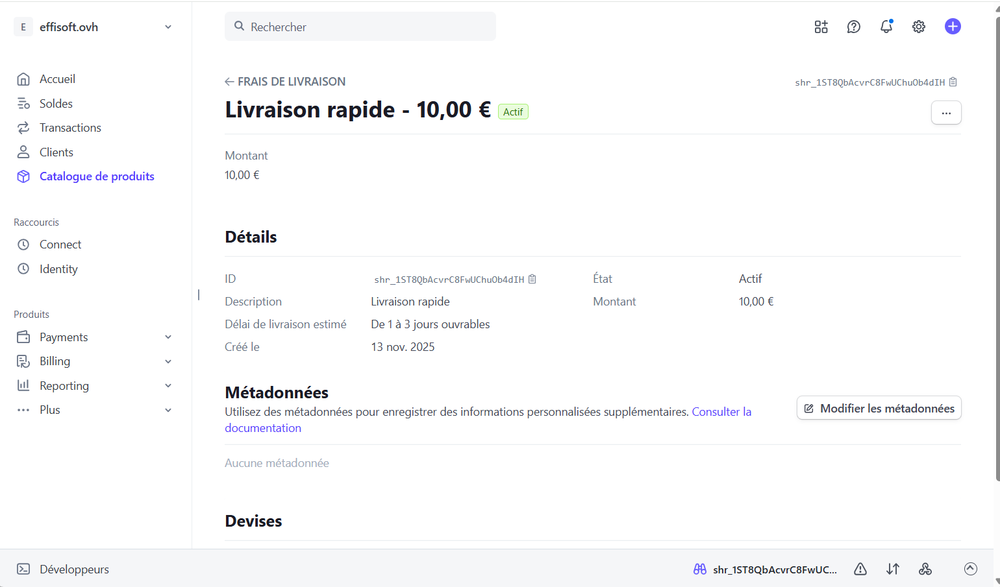 E effisoft.ovh
Rechercher
Accueil
Soldes
Transactions
Clients
Catalogue de produits
Raccourcis
Connect
Identity
Produits
Payments
Billing
Reporting
Plus
FRAIS DE LIVRAISON
shr_1ST8QbAcvrC8FwUChuOb4dIH
Livraison rapide - 10,00 € Actif
Montant
10,00 €
Détails
ID shr_1ST8QbAcvrC8FwUChuOb4dIH État Actif
Description Livraison rapide Montant 10,00 €
Délai de livraison estimé De 1 à 3 jours ouvrables
Créé le 13 nov. 2025
Métadonnées
Utilisez des métadonnées pour enregistrer des informations personnalisées supplémentaires. Consulter la
documentation
Modifier les métadonnées
Aucune métadonnée
Devises
Développeurs
shr_1ST8QbAcvrC8FwUC...